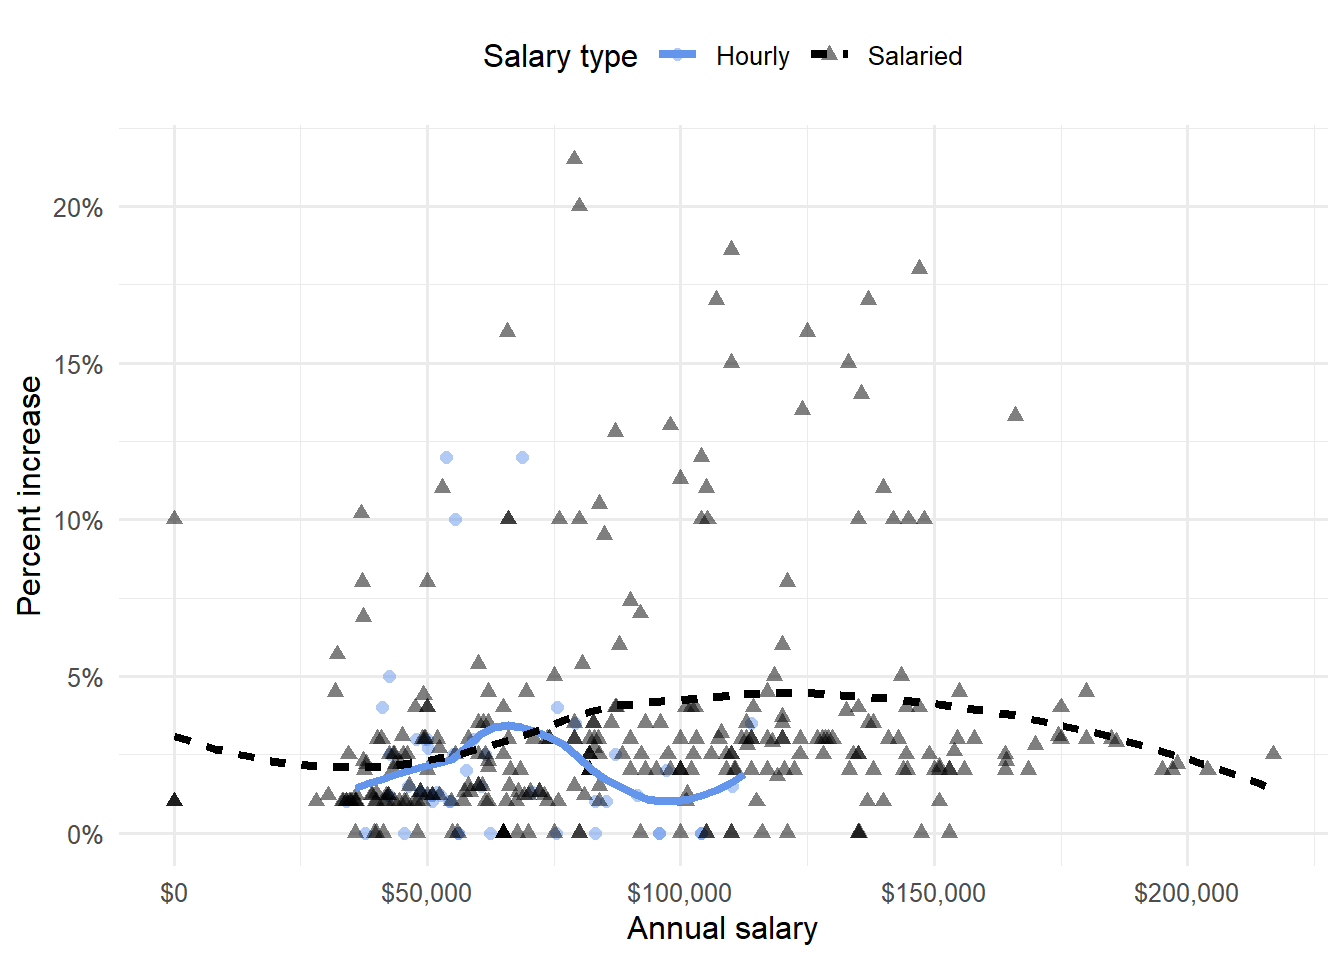 Salary type Hourly Salaried
20%
15%
10%
5%
0%
Percent increase
$0 $50,000 $100,000 $150,000 $200,000
Annual salary